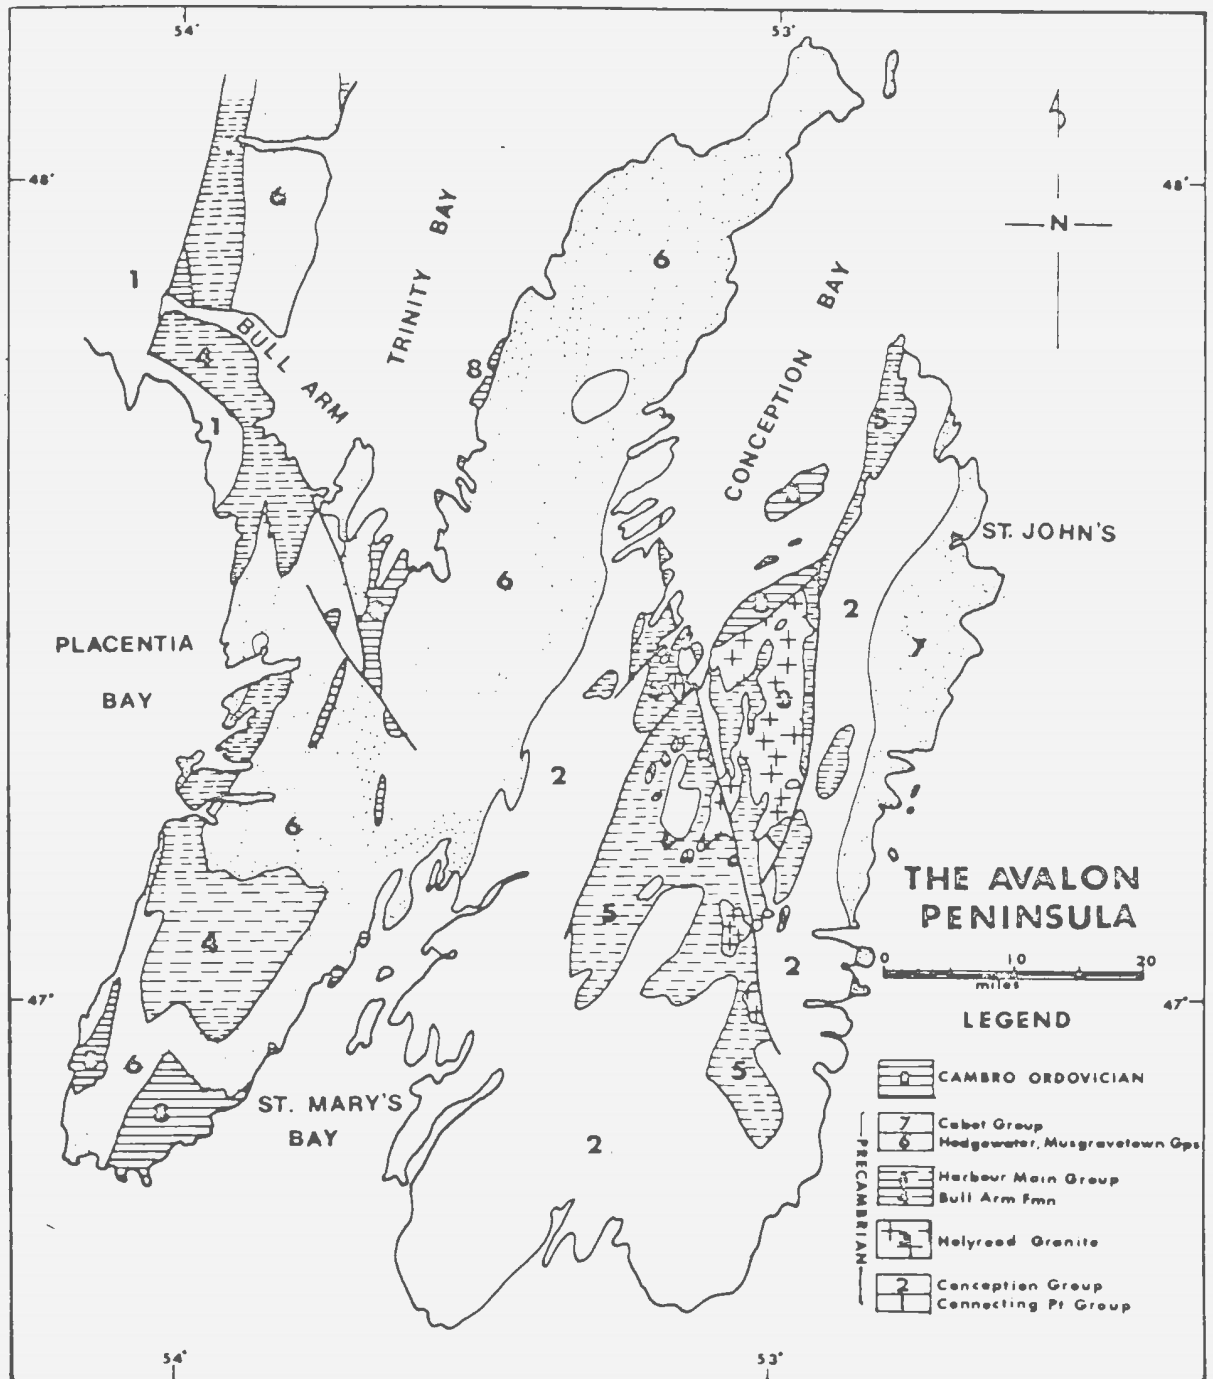 54°
53°
48°
48°
6
TRINITY BAY
1
6
BULL ARM
CONCEPTION BAY
4
8
1
5
ST. JOHN'S
6
2
PLACENTIA
BAY
7
2
6
THE AVALON
PENINSULA
5
4
2
0 10 20
miles
47°
47°
LEGEND
6
5
CAMBRO ORDOVICIAN
ST. MARY'S
BAY
2
PRECAMBRIAN
7 Cabot Group
6 Hodgewater, Musgravetown Gps
Harbour Main Group
Bull Arm Fmn
Holyrood Granite
2 Conception Group
1 Connecting Pt Group
54°
53°
N